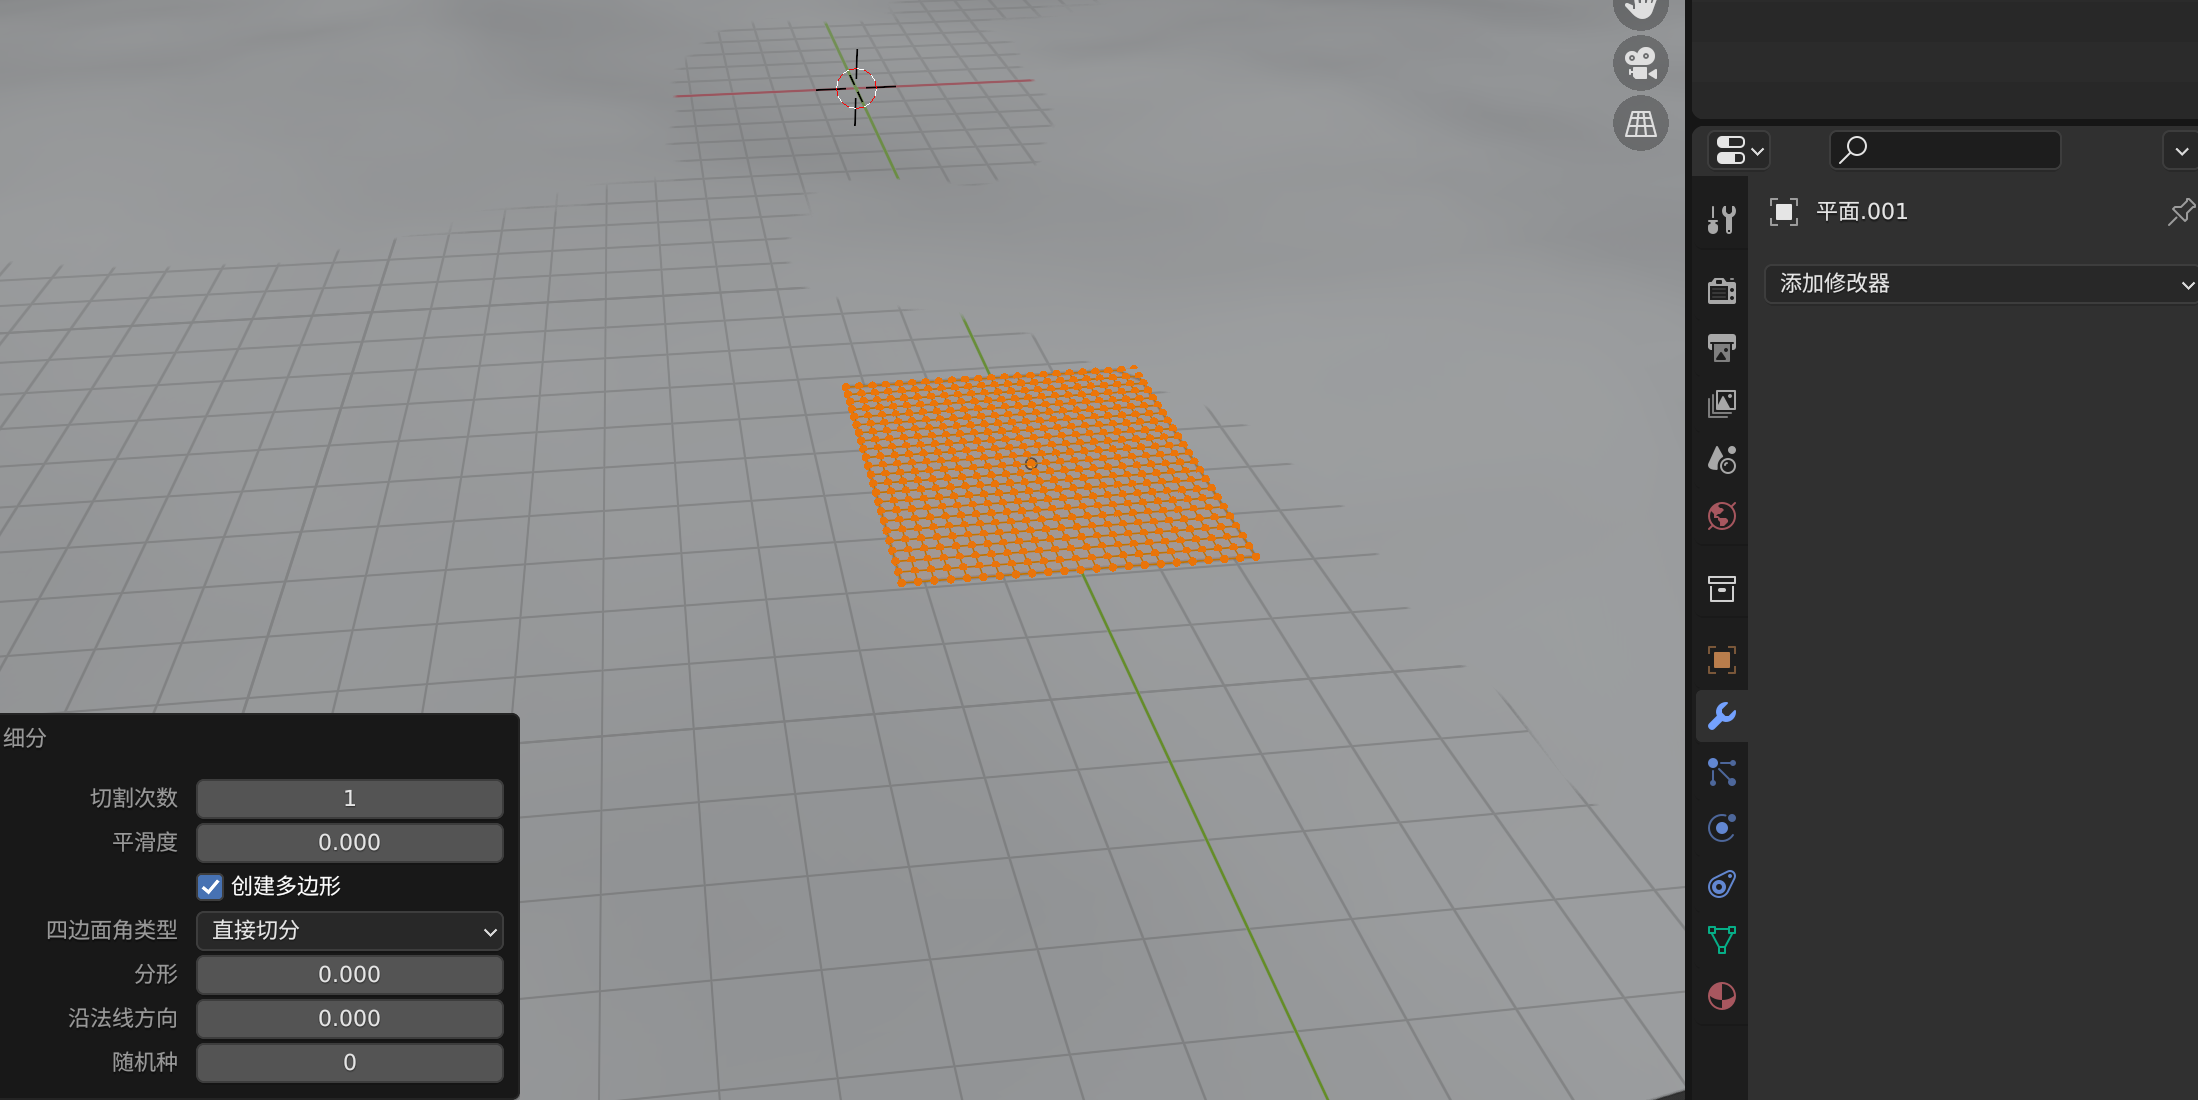 平面.001
添加修改器
细分
切割次数 1
平滑度 0.000
创建多边形
四边面角类型 直接切分
分形 0.000
沿法线方向 0.000
随机种 0